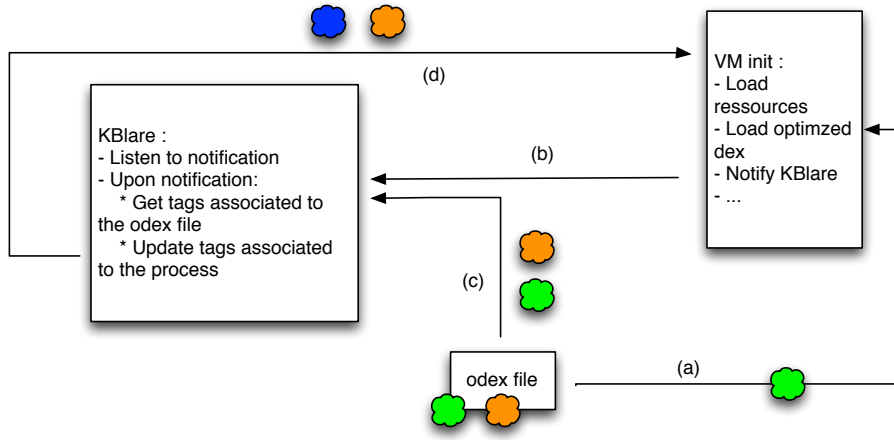 (d)
VM init :
- Load
ressources
- Load optimzed
dex
- Notify KBlare
- ...
KBlare :
- Listen to notification
- Upon notification:
* Get tags associated to
the odex file
* Update tags associated
to the process
(b)
(c)
odex file
(a)